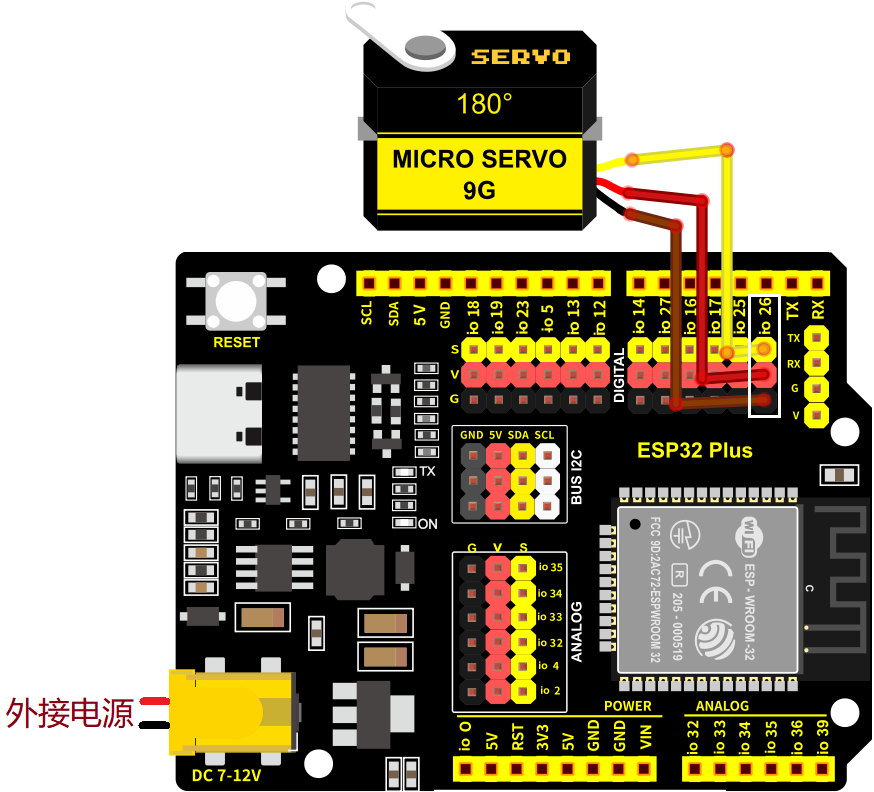 SERVO
180°
MICRO SERVO
9G
RESET
SCL
SDA
5 V
GND
io 18
io 19
io 23
io 5
io 13
io 12
io 14
io 27
io 16
io 17
io 25
io 26
TX
RX
S
V
G
DIGITAL
TX
RX
G
V
ESP32 Plus
GND 5V SDA SCL
BUS I2C
TX
ON
G V S
io 35
io 34
io 33
io 32
io 4
io 2
ANALOG
WiFi
ESP - WROOM -32
CE
R
205 - 000519
FCC 9D:2AC72-ESPWROOM 32
C
外接电源
DC 7-12V
POWER
io O
5V
RST
3V3
5V
GND
GND
VIN
ANALOG
io 32
io 33
io 34
io 35
io 36
io 39